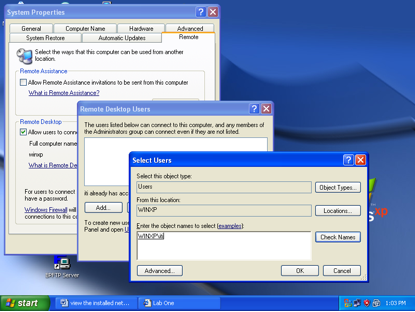 System Properties
General
Computer Name
Hardware
Advanced
System Restore
Automatic Updates
Remote
Select the ways that this computer can be used from another
location.
Remote Assistance
Allow Remote Assistance invitations to be sent from this computer
What is Remote Assistance?
Remote Desktop
Allow users to conne
Full computer name
winxp
What is Remote De
For users to connect
have a password.
Windows Firewall will
connections to this co
Remote Desktop Users
The users listed below can connect to this computer, and any members of
the Administrators group can connect even if they are not listed.
already has acc
Add...
To create new us
Panel and open U
Select Users
Select this object type:
Users
Object Types...
From this location:
WINXP
Locations...
Enter the object names to select (examples):
Check Names
Advanced...
OK
Cancel
xp
Server
start
view the installed net...
Lab One
1:03 PM